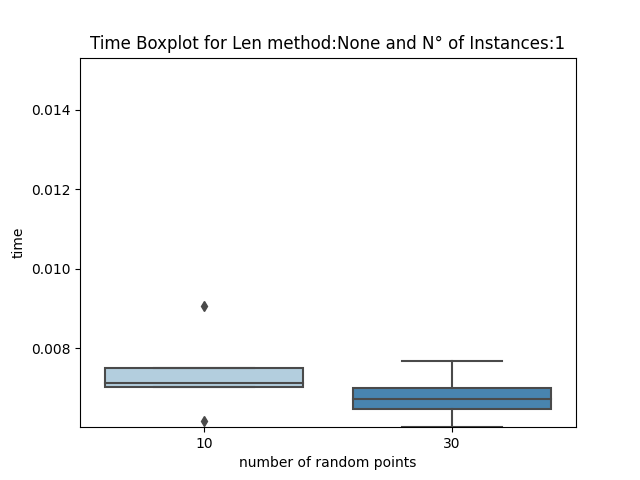 Time Boxplot for Len method:None and N° of Instances:1
0.014
0.012
0.010
0.008
time
10
30
number of random points